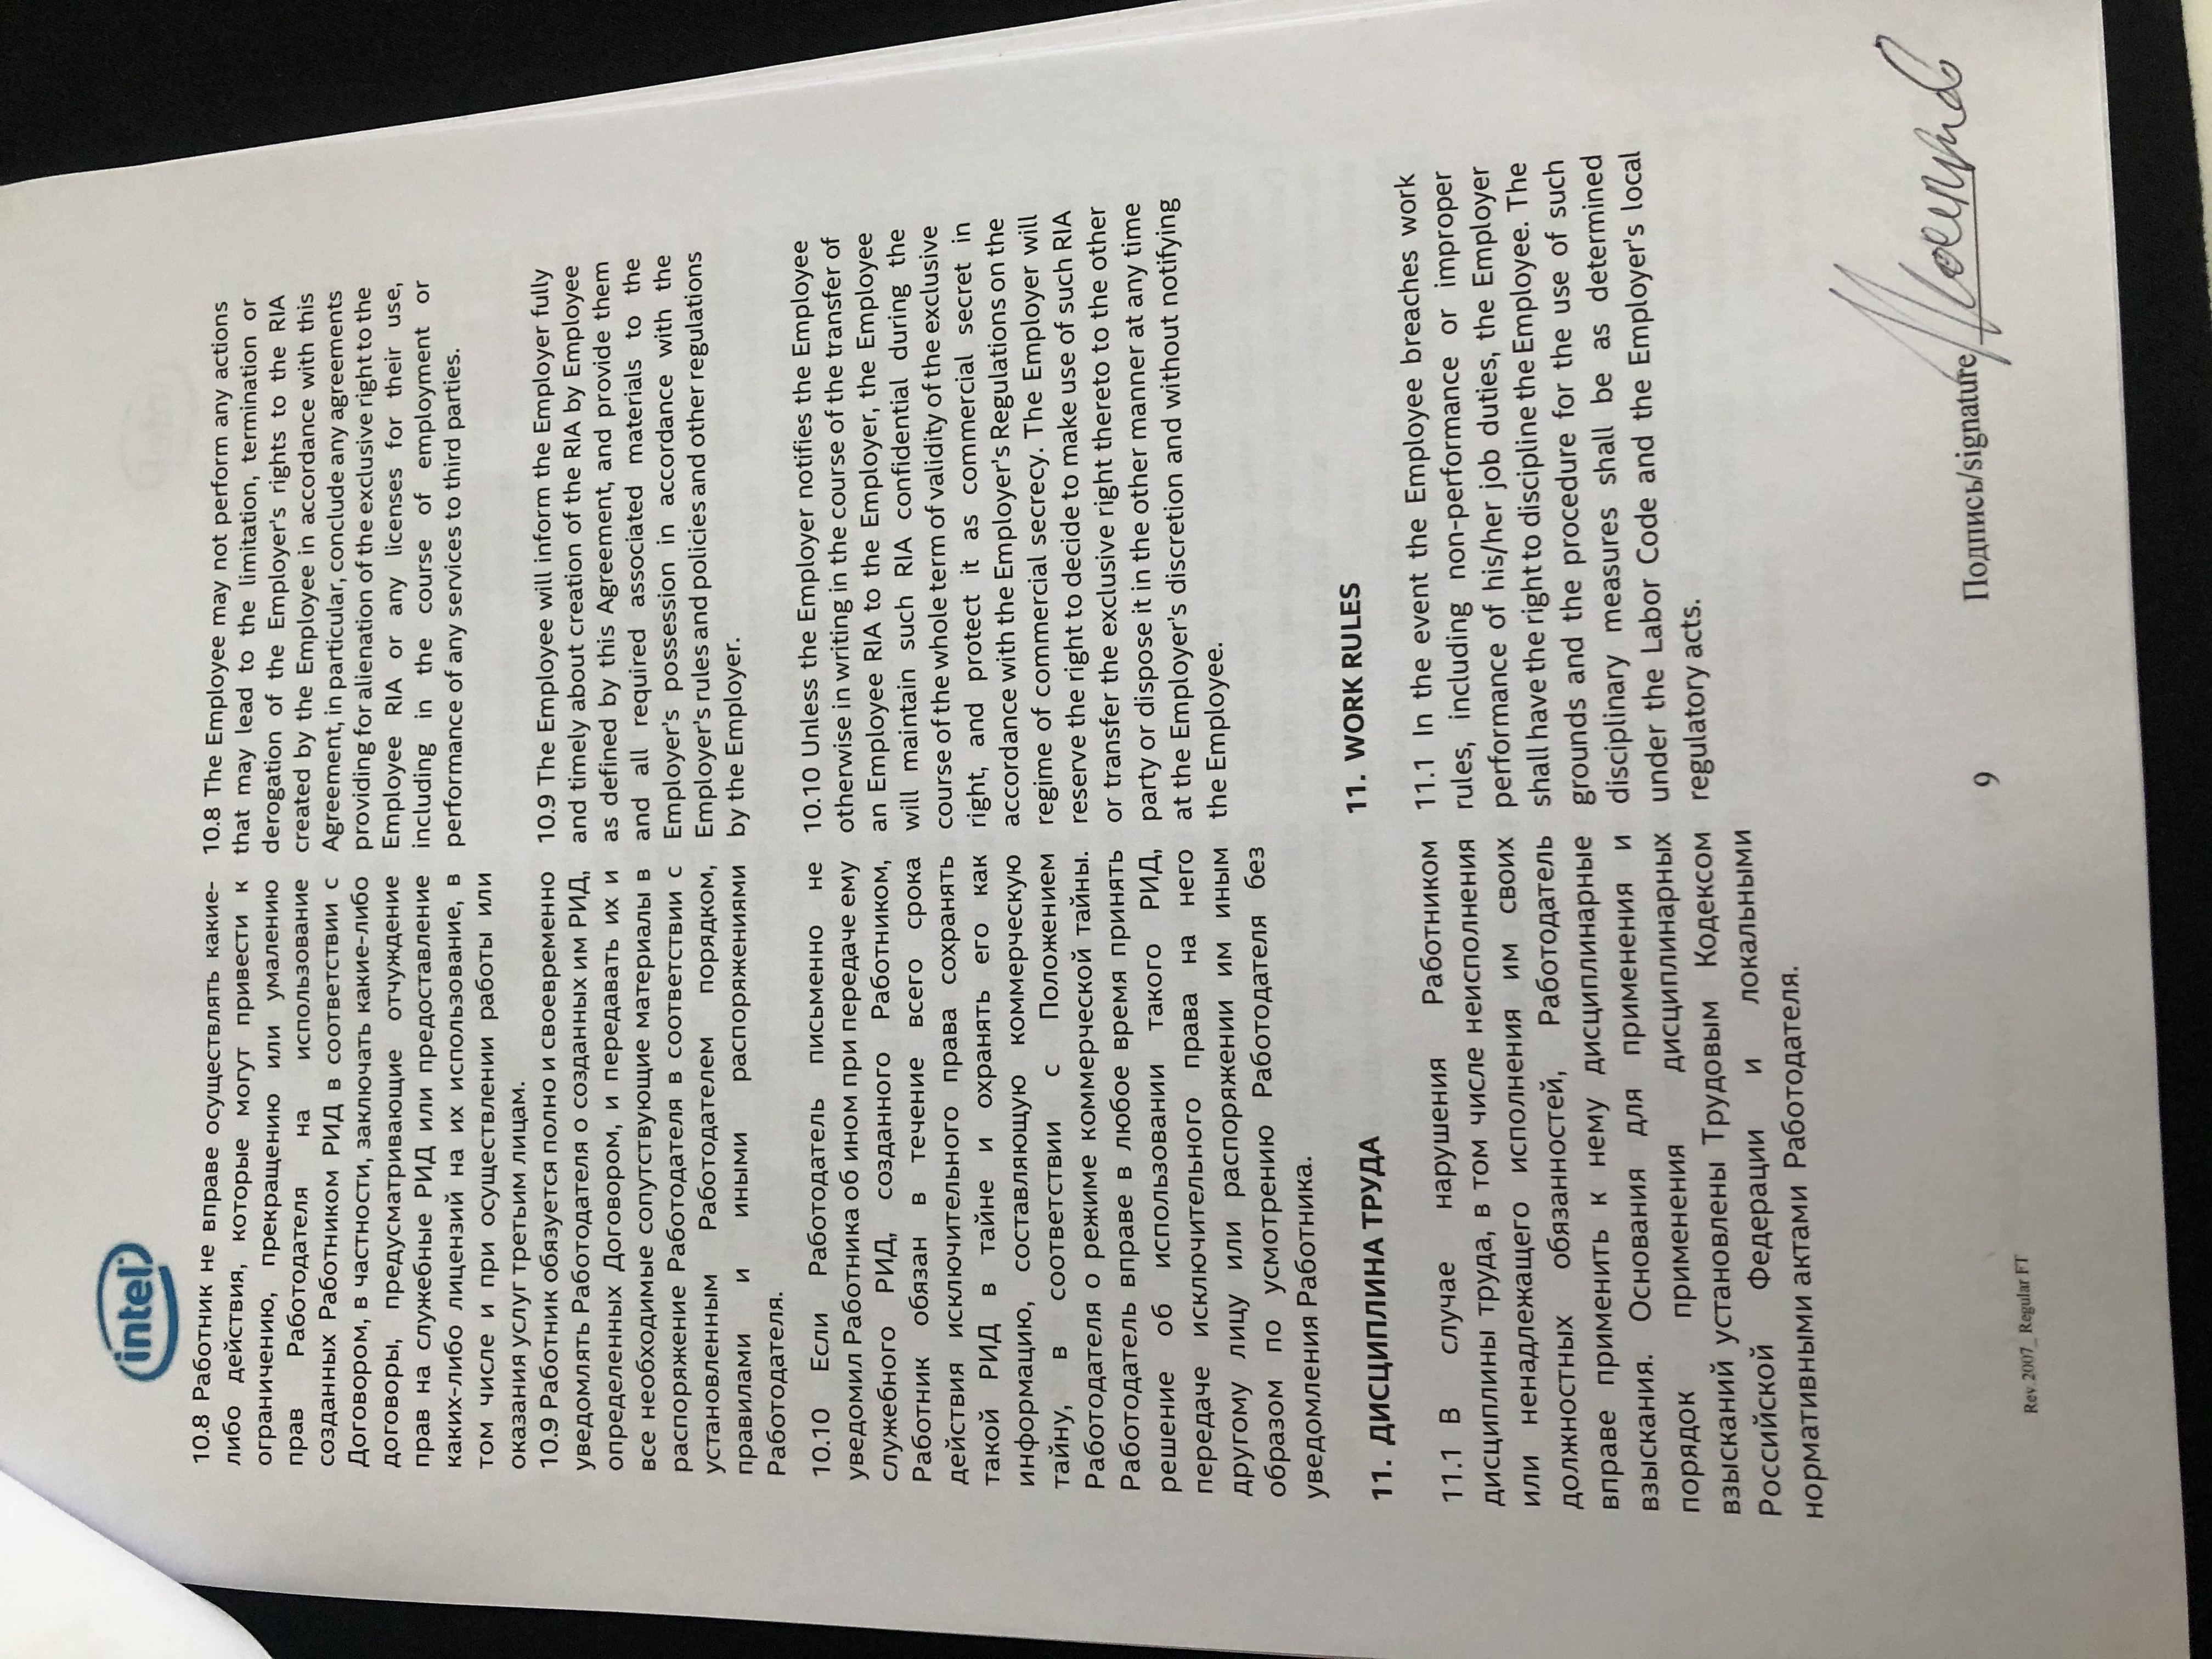 intel
10.8 Работник не вправе осуществлять какие-
либо действия, которые могут привести к
ограничению, прекращению или умалению
прав Работодателя на использование
созданных Работником РИД в соответствии с
Договором, в частности, заключать какие-либо
договоры, предусматривающие отчуждение
прав на служебные РИД или предоставление
каких-либо лицензий на их использование, в
том числе и при осуществлении работы или
оказания услуг третьим лицам.
10.9 Работник обязуется полно и своевременно
уведомлять Работодателя о созданных им РИД,
определенных Договором, и передавать их и
все необходимые сопутствующие материалы в
распоряжение Работодателя в соответствии с
установленным Работодателем порядком,
правилами и иными распоряжениями
Работодателя.
10.10 Если Работодатель письменно не
уведомил Работника об ином при передаче ему
служебного РИД, созданного Работником,
Работник обязан в течение всего срока
действия исключительного права сохранять
такой РИД в тайне и охранять его как
информацию, составляющую коммерческую
тайну, в соответствии с Положением
Работодателя о режиме коммерческой тайны.
Работодатель вправе в любое время принять
решение об использовании такого РИД,
передаче исключительного права на него
другому лицу или распоряжении им иным
образом по усмотрению Работодателя без
уведомления Работника.
11. ДИСЦИПЛИНА ТРУДА
11.1 В случае нарушения Работником
дисциплины труда, в том числе неисполнения
или ненадлежащего исполнения им своих
должностных обязанностей, Работодатель
вправе применить к нему дисциплинарные
взыскания. Основания для применения и
порядок применения дисциплинарных
взысканий установлены Трудовым Кодексом
Российской Федерации и локальными
нормативными актами Работодателя.
10.8 The Employee may not perform any actions
that may lead to the limitation, termination or
derogation of the Employer's rights to the RIA
created by the Employee in accordance with this
Agreement, in particular, conclude any agreements
providing for alienation of the exclusive right to the
Employee RIA or any licenses for their use,
including in the course of employment or
performance of any services to third parties.
10.9 The Employee will inform the Employer fully
and timely about creation of the RIA by Employee
as defined by this Agreement, and provide them
and all required associated materials to the
Employer's possession in accordance with the
Employer's rules and policies and other regulations
by the Employer.
10.10 Unless the Employer notifies the Employee
otherwise in writing in the course of the transfer of
an Employee RIA to the Employer, the Employee
will maintain such RIA confidential during the
course of the whole term of validity of the exclusive
right, and protect it as commercial secret in
accordance with the Employer's Regulations on the
regime of commercial secrecy. The Employer will
reserve the right to decide to make use of such RIA
or transfer the exclusive right thereto to the other
party or dispose it in the other manner at any time
at the Employer's discretion and without notifying
the Employee.
11. WORK RULES
11.1 In the event the Employee breaches work
rules, including non-performance or improper
performance of his/her job duties, the Employer
shall have the right to discipline the Employee. The
grounds and the procedure for the use of such
disciplinary measures shall be as determined
under the Labor Code and the Employer's local
regulatory acts.
Подпись/signature
9
Rev 2007_ Regular FT